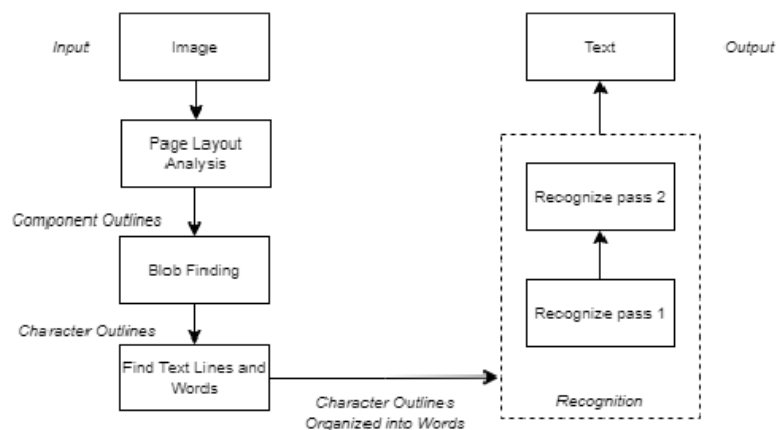 Input
Image
Page Layout
Analysis
Component Outlines
Blob Finding
Character Outlines
Find Text Lines and
Words
Character Outlines
Organized into Words
Text
Output
Recognize pass 2
Recognize pass 1
Recognition